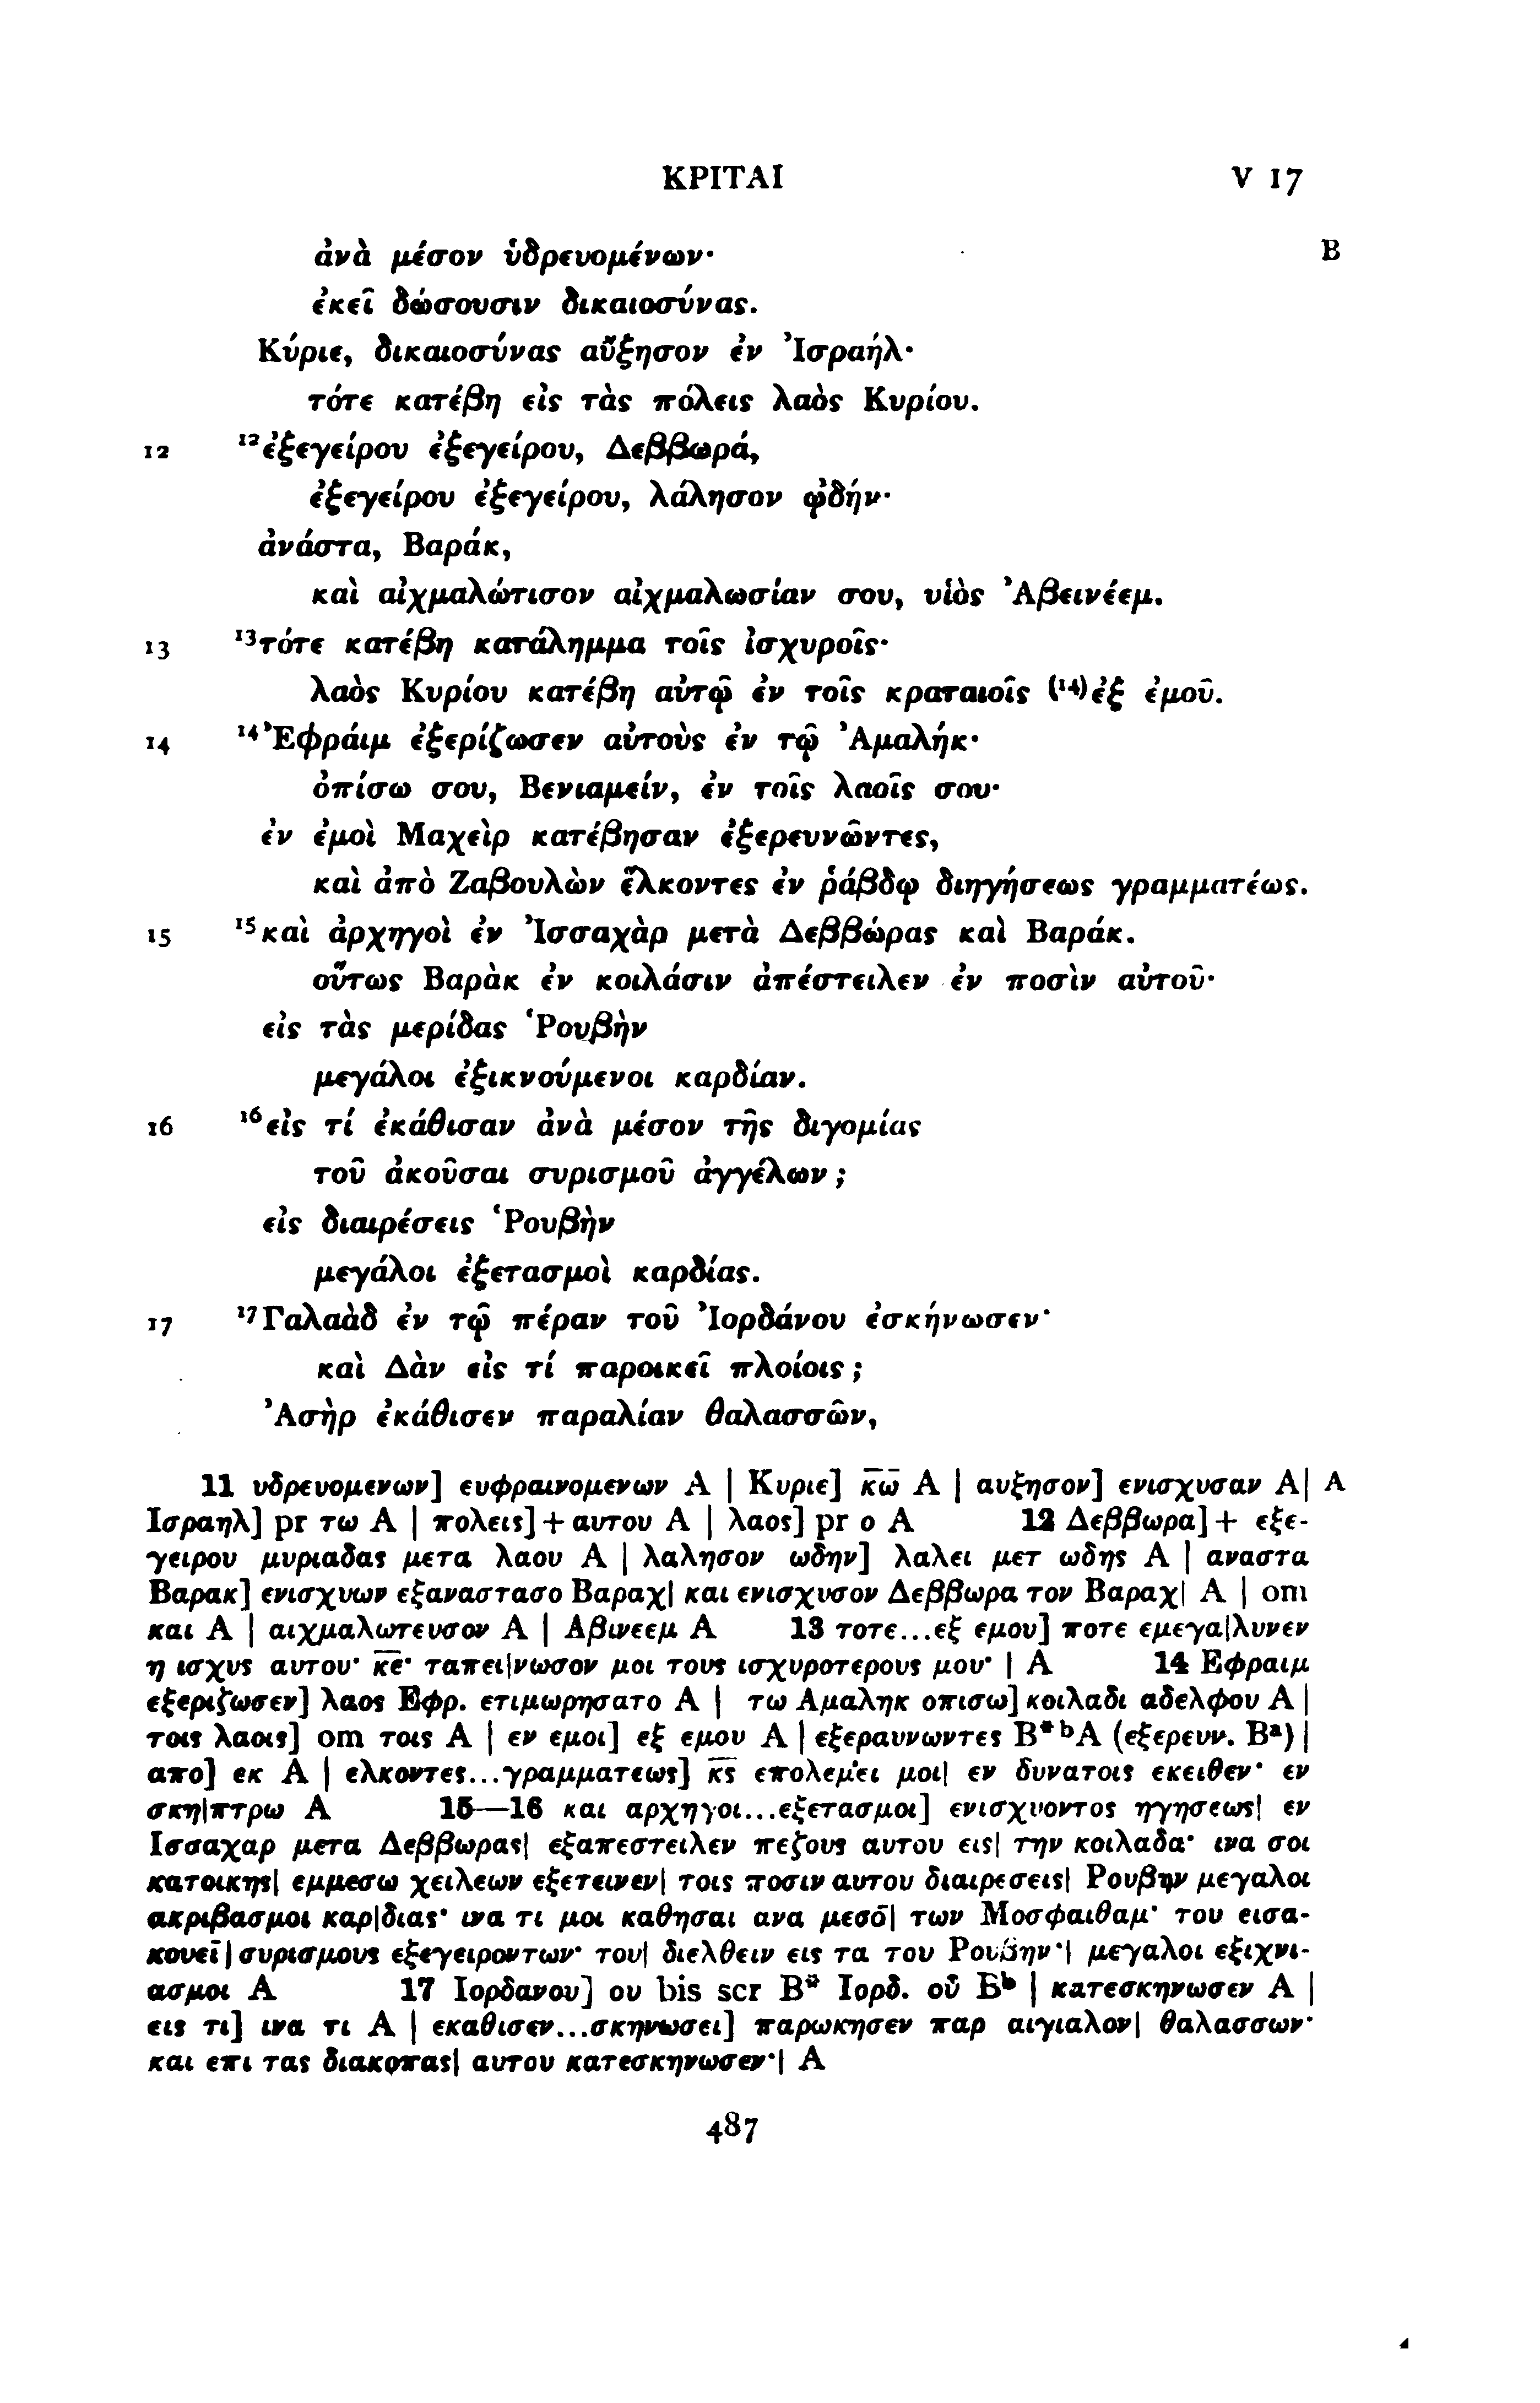 ΚΡΙΤΑΙ V 17
ἀνὰ μέσον ὑδρευομένων· B
ἐκεῖ δώσουσιν δικαιοσύνας.
Κύριε, δικαιοσύνας αὔξησον ἐν Ἰσραήλ·
τότε κατέβη εἰς τὰς πόλεις λαὸς Κυρίου.
12 ¹²ἐξεγείρου ἐξεγείρου, Δεββωρά,
ἐξεγείρου ἐξεγείρου, λάλησον ᾠδήν·
ἀνάστα, Βαράκ,
καὶ αἰχμαλώτισον αἰχμαλωσίαν σου, υἱὸς Ἀβεινέεμ.
13 ¹³τότε κατέβη κατάλημμα τοῖς ἰσχυροῖς·
λαὸς Κυρίου κατέβη αὐτῷ ἐν τοῖς κραταιοῖς ⁽¹⁴⁾ἐξ ἐμοῦ.
14 ¹⁴Ἐφράιμ ἐξερίζωσεν αὐτοὺς ἐν τῷ Ἀμαλήκ·
ὀπίσω σου, Βενιαμείν, ἐν τοῖς λαοῖς σου·
ἐν ἐμοὶ Μαχεὶρ κατέβησαν ἐξερευνῶντες,
καὶ ἀπὸ Ζαβουλὼν ἕλκοντες ἐν ῥάβδῳ διηγήσεως γραμματέως.
15 ¹⁵καὶ ἀρχηγοὶ ἐν Ἰσσαχὰρ μετὰ Δεββώρας καὶ Βαράκ.
οὕτως Βαρὰκ ἐν κοιλάσιν ἀπέστειλεν ἐν ποσὶν αὐτοῦ·
εἰς τὰς μερίδας Ῥουβὴν
μεγάλοι ἐξικνούμενοι καρδίαν.
16 ¹⁶εἰς τί ἐκάθισαν ἀνὰ μέσον τῆς διγομίας
τοῦ ἀκοῦσαι συρισμοῦ ἀγγέλων;
εἰς διαιρέσεις Ῥουβὴν
μεγάλοι ἐξετασμοὶ καρδίας.
17 ¹⁷Γαλαὰδ ἐν τῷ πέραν τοῦ Ἰορδάνου ἐσκήνωσεν·
καὶ Δὰν εἰς τί παροικεῖ πλοίοις;
Ἀσὴρ ἐκάθισεν παραλίαν θαλασσῶν,
11 υδρευομενων] ευφραινομενων A | Κυριε] κ̅ω̅ A | αυξησον] ενισχυσαν A| A
Ισραηλ] pr τω A | πολεις] + αυτου A | λαος] pr ο A 12 Δεββωρα] + εξε-
γειρου μυριαδας μετα λαου A | λαλησον ωδην] λαλει μετ ωδης A | αναστα
Βαρακ] ενισχυων εξαναστασο Βαραχ| και ενισχυσον Δεββωρα τον Βαραχ| A | om
και A | αιχμαλωτευσον A | Αβινεεμ A 13 τοτε...εξ εμου] ποτε εμεγα|λυνεν
η ισχυς αυτου· κ̅ε̅· ταπει|νωσον μοι τους ισχυροτερους μου· | A 14 Εφραιμ
εξεριζωσεν] λαος Εφρ. ετιμωρησατο A | τω Αμαληκ οπισω] κοιλαδι αδελφου A |
τοις λαοις] om τοις A | εν εμοι] εξ εμου A | εξεραυνωντες B*ᵇA (εξερευν. Bᵃ) |
απο] εκ A | ελκοντες...γραμματεως] κ̅ς̅ επολεμει μοι| εν δυνατοις εκειθεν· εν
σκη|πτρω A 15—16 και αρχηγοι...εξετασμοι] ενισχυοντος ηγησεως| εν
Ισσαχαρ μετα Δεββωρας| εξαπεστειλεν πεζους αυτου εις| την κοιλαδα· ινα σοι
κατοικης| εμμεσω χειλεων εξετεινεν| τοις ποσιν αυτου διαιρεσεις| Ρουβην μεγαλοι
ακριβασμοι καρ|διας· ινα τι μοι καθησαι ανα μεσο̅| των Μοσφαιθαμ· του εισα-
κουει̅| συρισμους εξεγειροντων· του| διελθειν εις τα του Ρουβην·| μεγαλοι εξιχνι-
ασμοι A 17 Ιορδανου] ου bis scr B* Ιορδ. ου Bᵇ | κατεσκηνωσεν A |
εις τι] ινα τι A | εκαθισεν...σκηνωσει] παρωκησεν παρ αιγιαλον| θαλασσων·
και επι τας διακοπας| αυτου κατεσκηνωσεν·| A
487